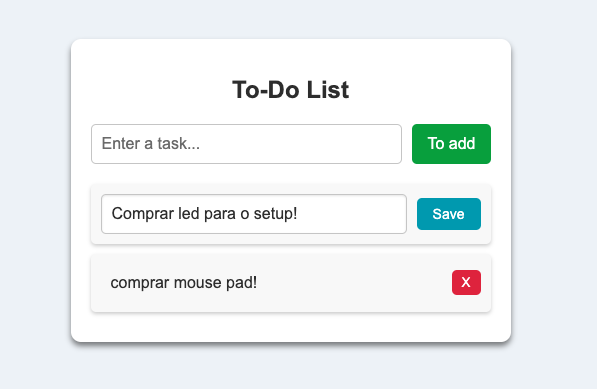 To-Do List
Enter a task...
To add
Comprar led para o setup!
Save
comprar mouse pad!
X